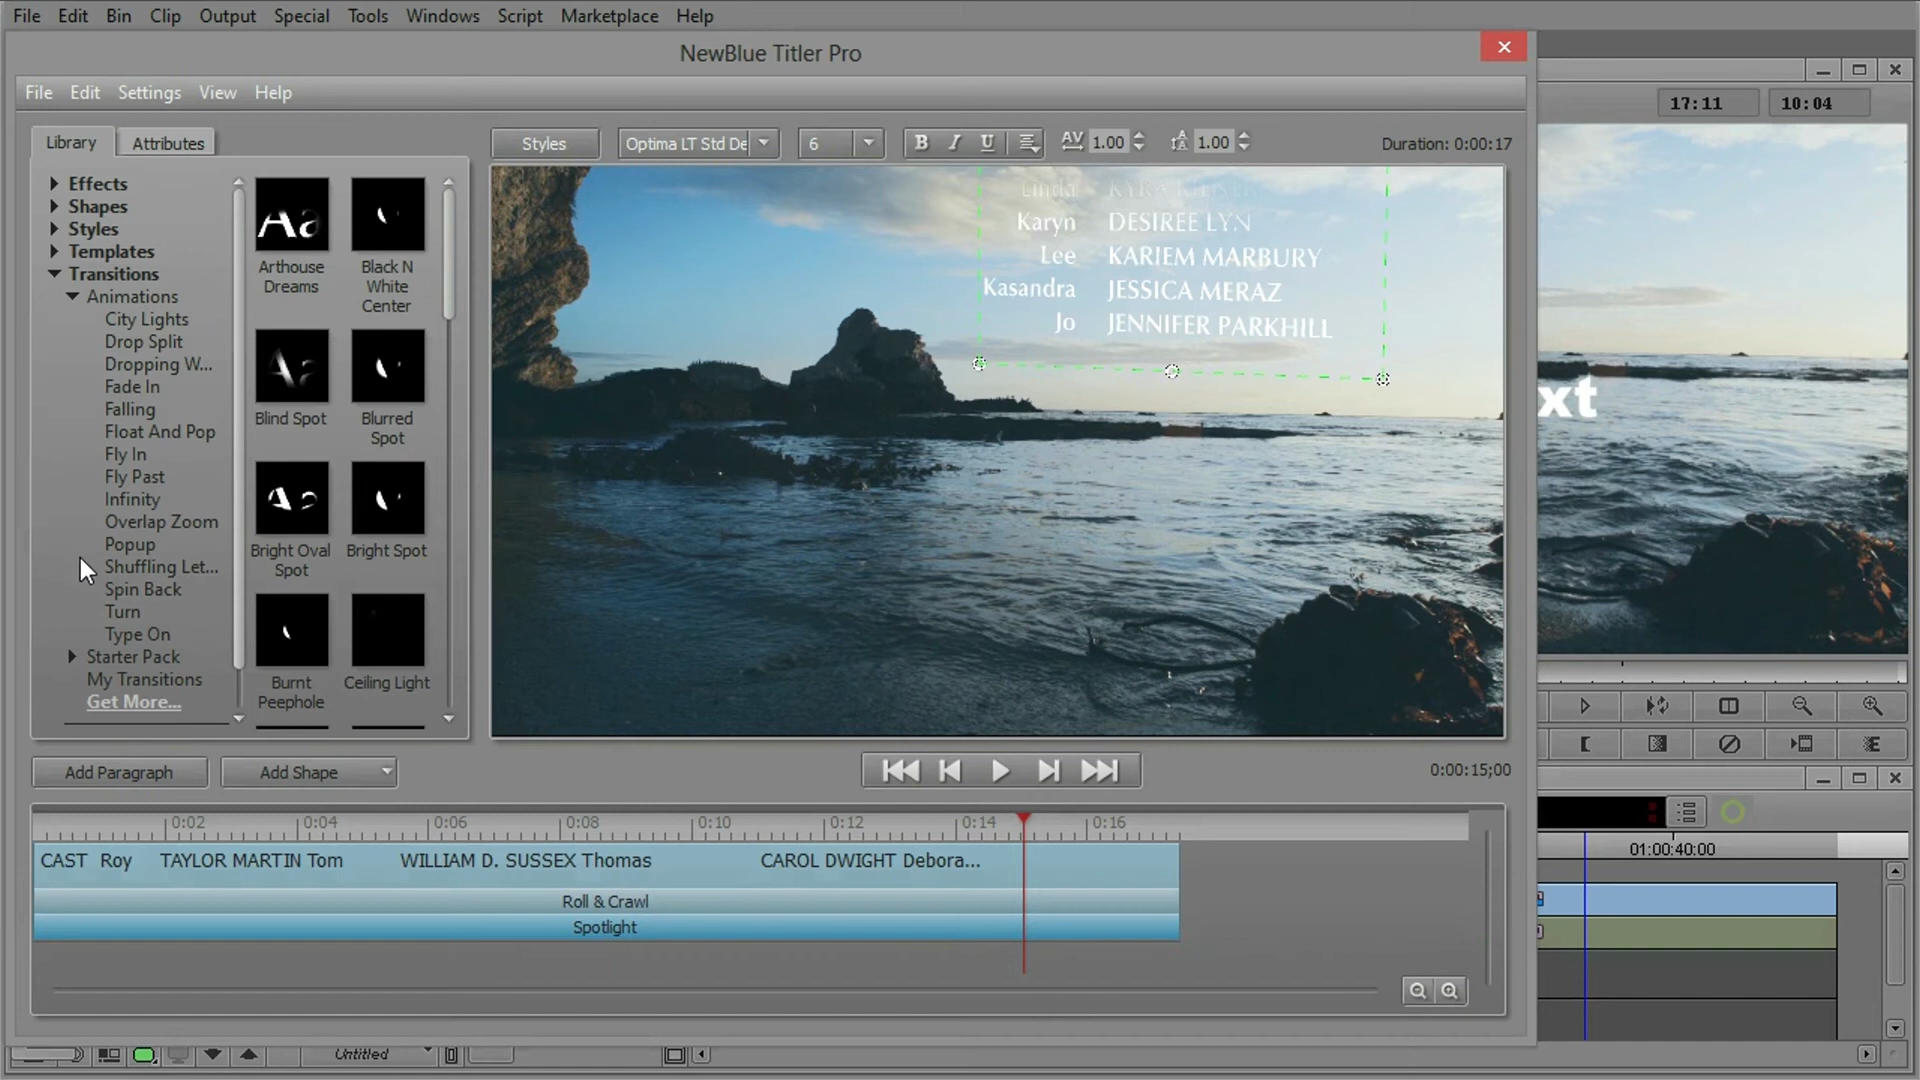 File Edit Bin Clip Output Special Tools Windows Script Marketplace Help
NewBlue Titler Pro
File Edit Settings View Help
17:11 10:04
Library Attributes
Styles Optima LT Std De 6 B I U AV 1.00 A 1.00 Duration: 0:00:17
Effects
Shapes
Styles
Templates
Transitions
Animations
City Lights
Drop Split
Dropping W...
Fade In
Falling
Float And Pop
Fly In
Fly Past
Infinity
Overlap Zoom
Popup
Shuffling Let...
Spin Back
Turn
Type On
Starter Pack
My Transitions
Get More...
Arthouse Dreams
Black N White Center
Blind Spot
Blurred Spot
Bright Oval Spot
Bright Spot
Burnt Peephole
Ceiling Light
Linda
Karyn DESIREE LYN
Lee KARIEM MARBURY
Kasandra JESSICA MERAZ
Jo JENNIFER PARKHILL
xt
Add Paragraph Add Shape 0:00:15;00
0:02 0:04 0:06 0:08 0:10 0:12 0:14 0:16
CAST Roy TAYLOR MARTIN Tom WILLIAM D. SUSSEX Thomas CAROL DWIGHT Debora...
Roll & Crawl
Spotlight
01:00:40:00
Untitled